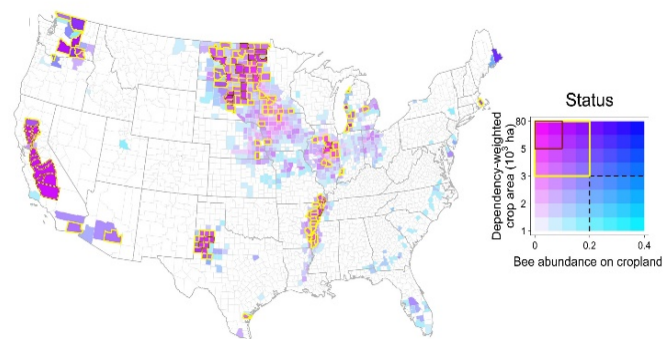 Status
Dependency-weighted
crop area (10³ ha)
80
5
3
2
1
0
0.2
0.4
Bee abundance on cropland